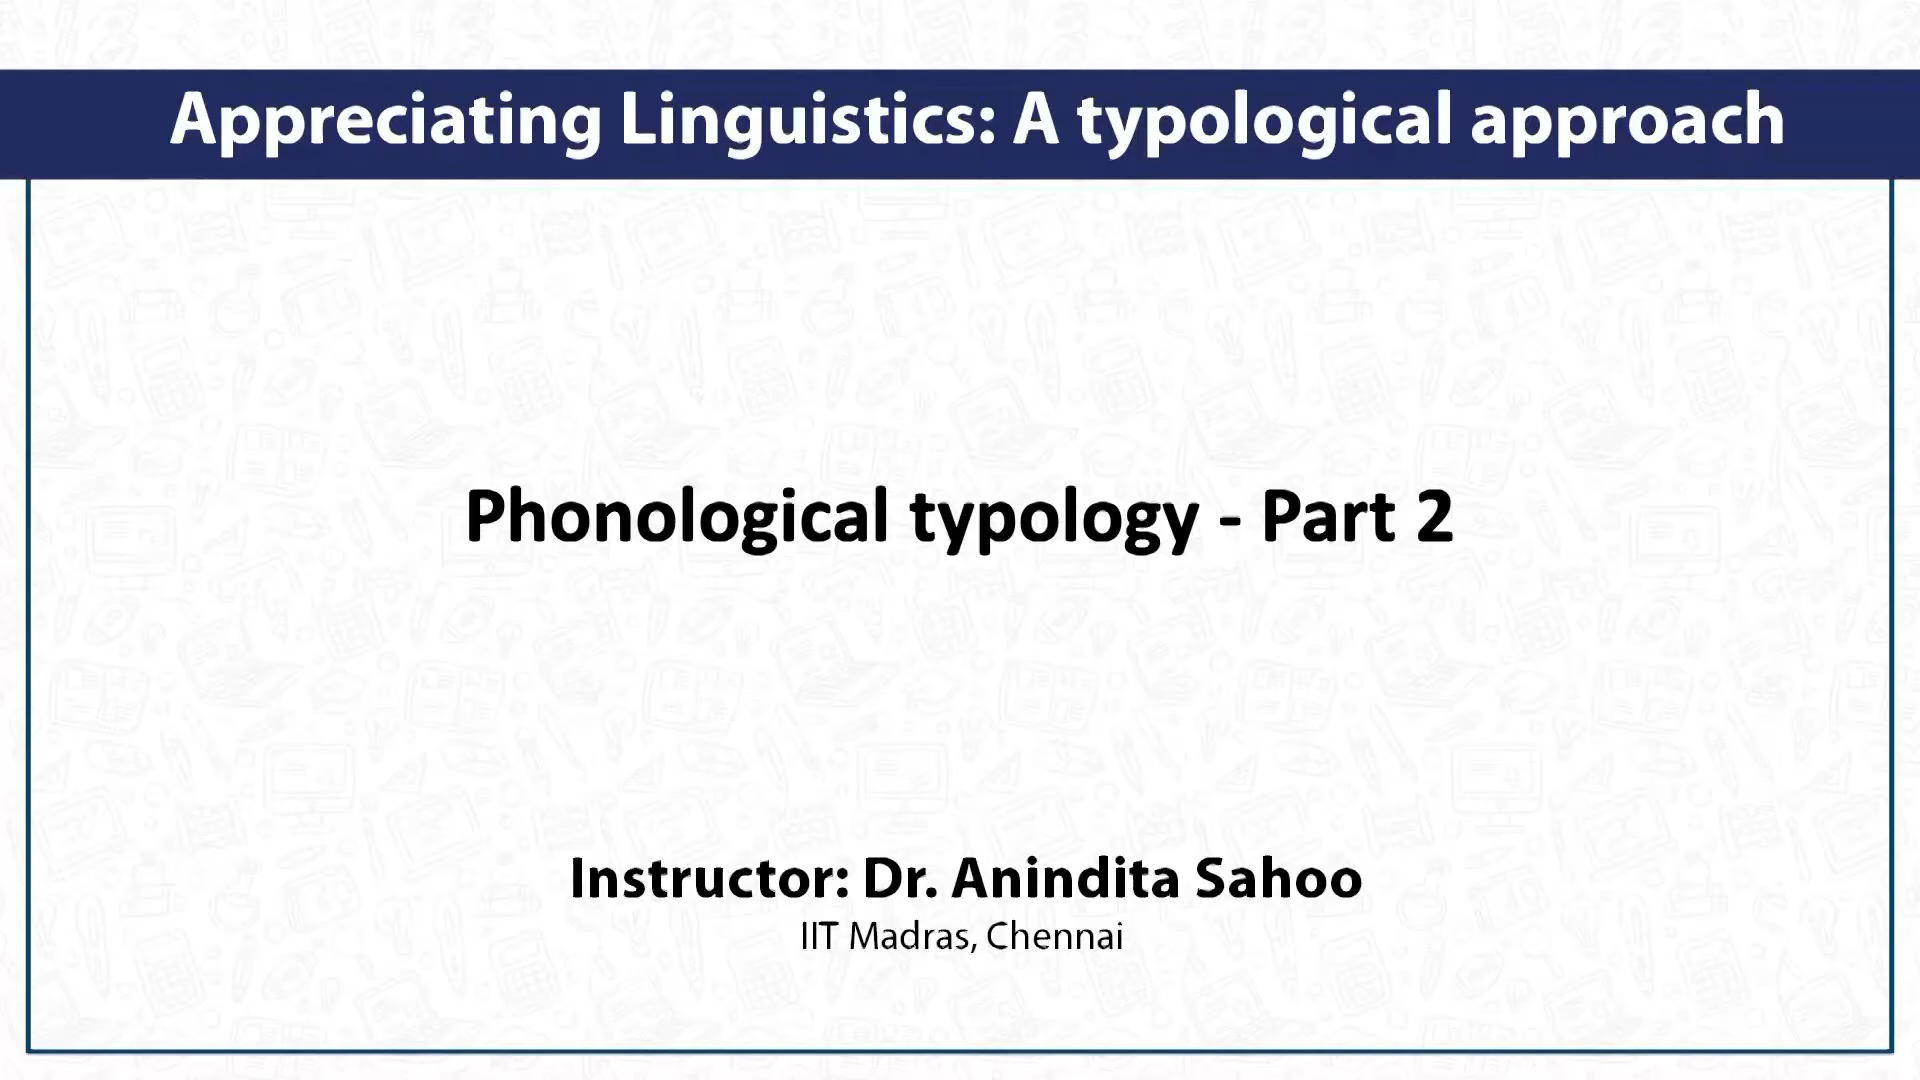 Appreciating Linguistics: A typological approach
Phonological typology - Part 2
Instructor: Dr. Anindita Sahoo
IIT Madras, Chennai